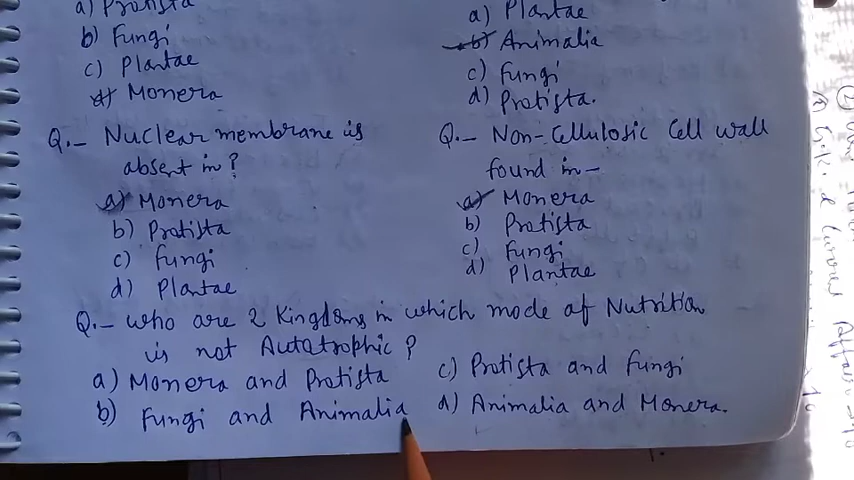 a) Protista
b) Fungi
c) Plantae
d) Monera
a) Plantae
b) Animalia
c) Fungi
d) Protista.
Q.- Nuclear membrane is
absent in?
a) Monera
b) Protista
c) Fungi
d) Plantae
Q.- Non-Cellulosic Cell wall
found in-
a) Monera
b) Protista
c) Fungi
d) Plantae
Q.- Who are 2 Kingdoms in which mode of Nutrition
is not Autotrophic?
a) Monera and Protista
b) Fungi and Animalia
c) Protista and Fungi
d) Animalia and Monera.